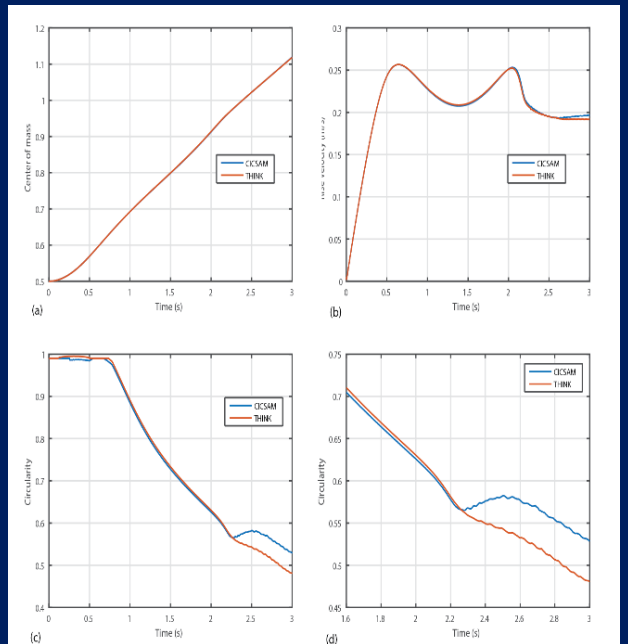 1.2
1.1
1
0.9
0.8
0.7
0.6
0.5
Center of mass
CICSAM
THINK
0 0.5 1 1.5 2 2.5 3
Time (s)
(a)
0.3
0.25
0.2
0.15
0.1
0.05
0
CICSAM
THINK
0 0.5 1 1.5 2 2.5 3
Time (s)
(b)
1
0.9
0.8
0.7
0.6
0.5
0.4
Circularity
CICSAM
THINK
0 0.5 1 1.5 2 2.5 3
Time (s)
(c)
0.75
0.7
0.65
0.6
0.55
0.5
0.45
Circularity
CICSAM
THINK
1.6 1.8 2 2.2 2.4 2.6 2.8 3
Time (s)
(d)